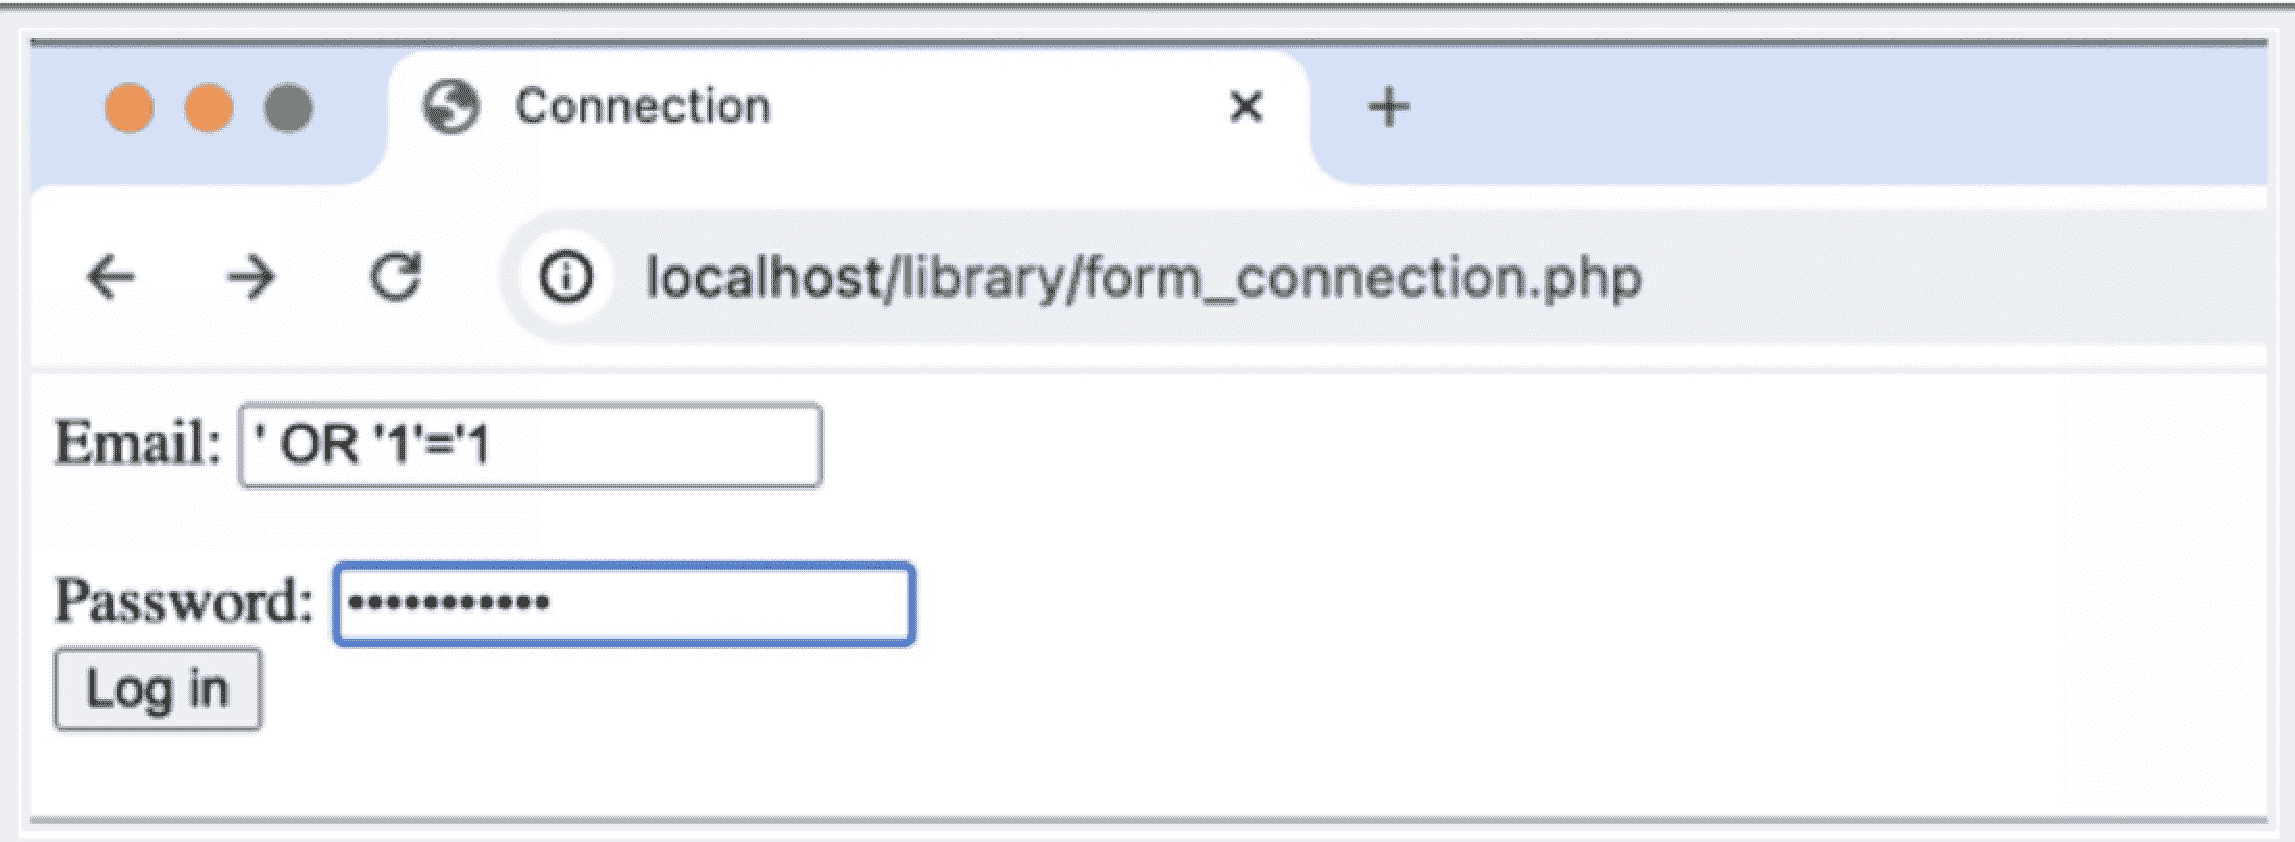 Connection
localhost/library/form_connection.php
Email: ' OR '1'='1
Password: •••••••••••
Log in